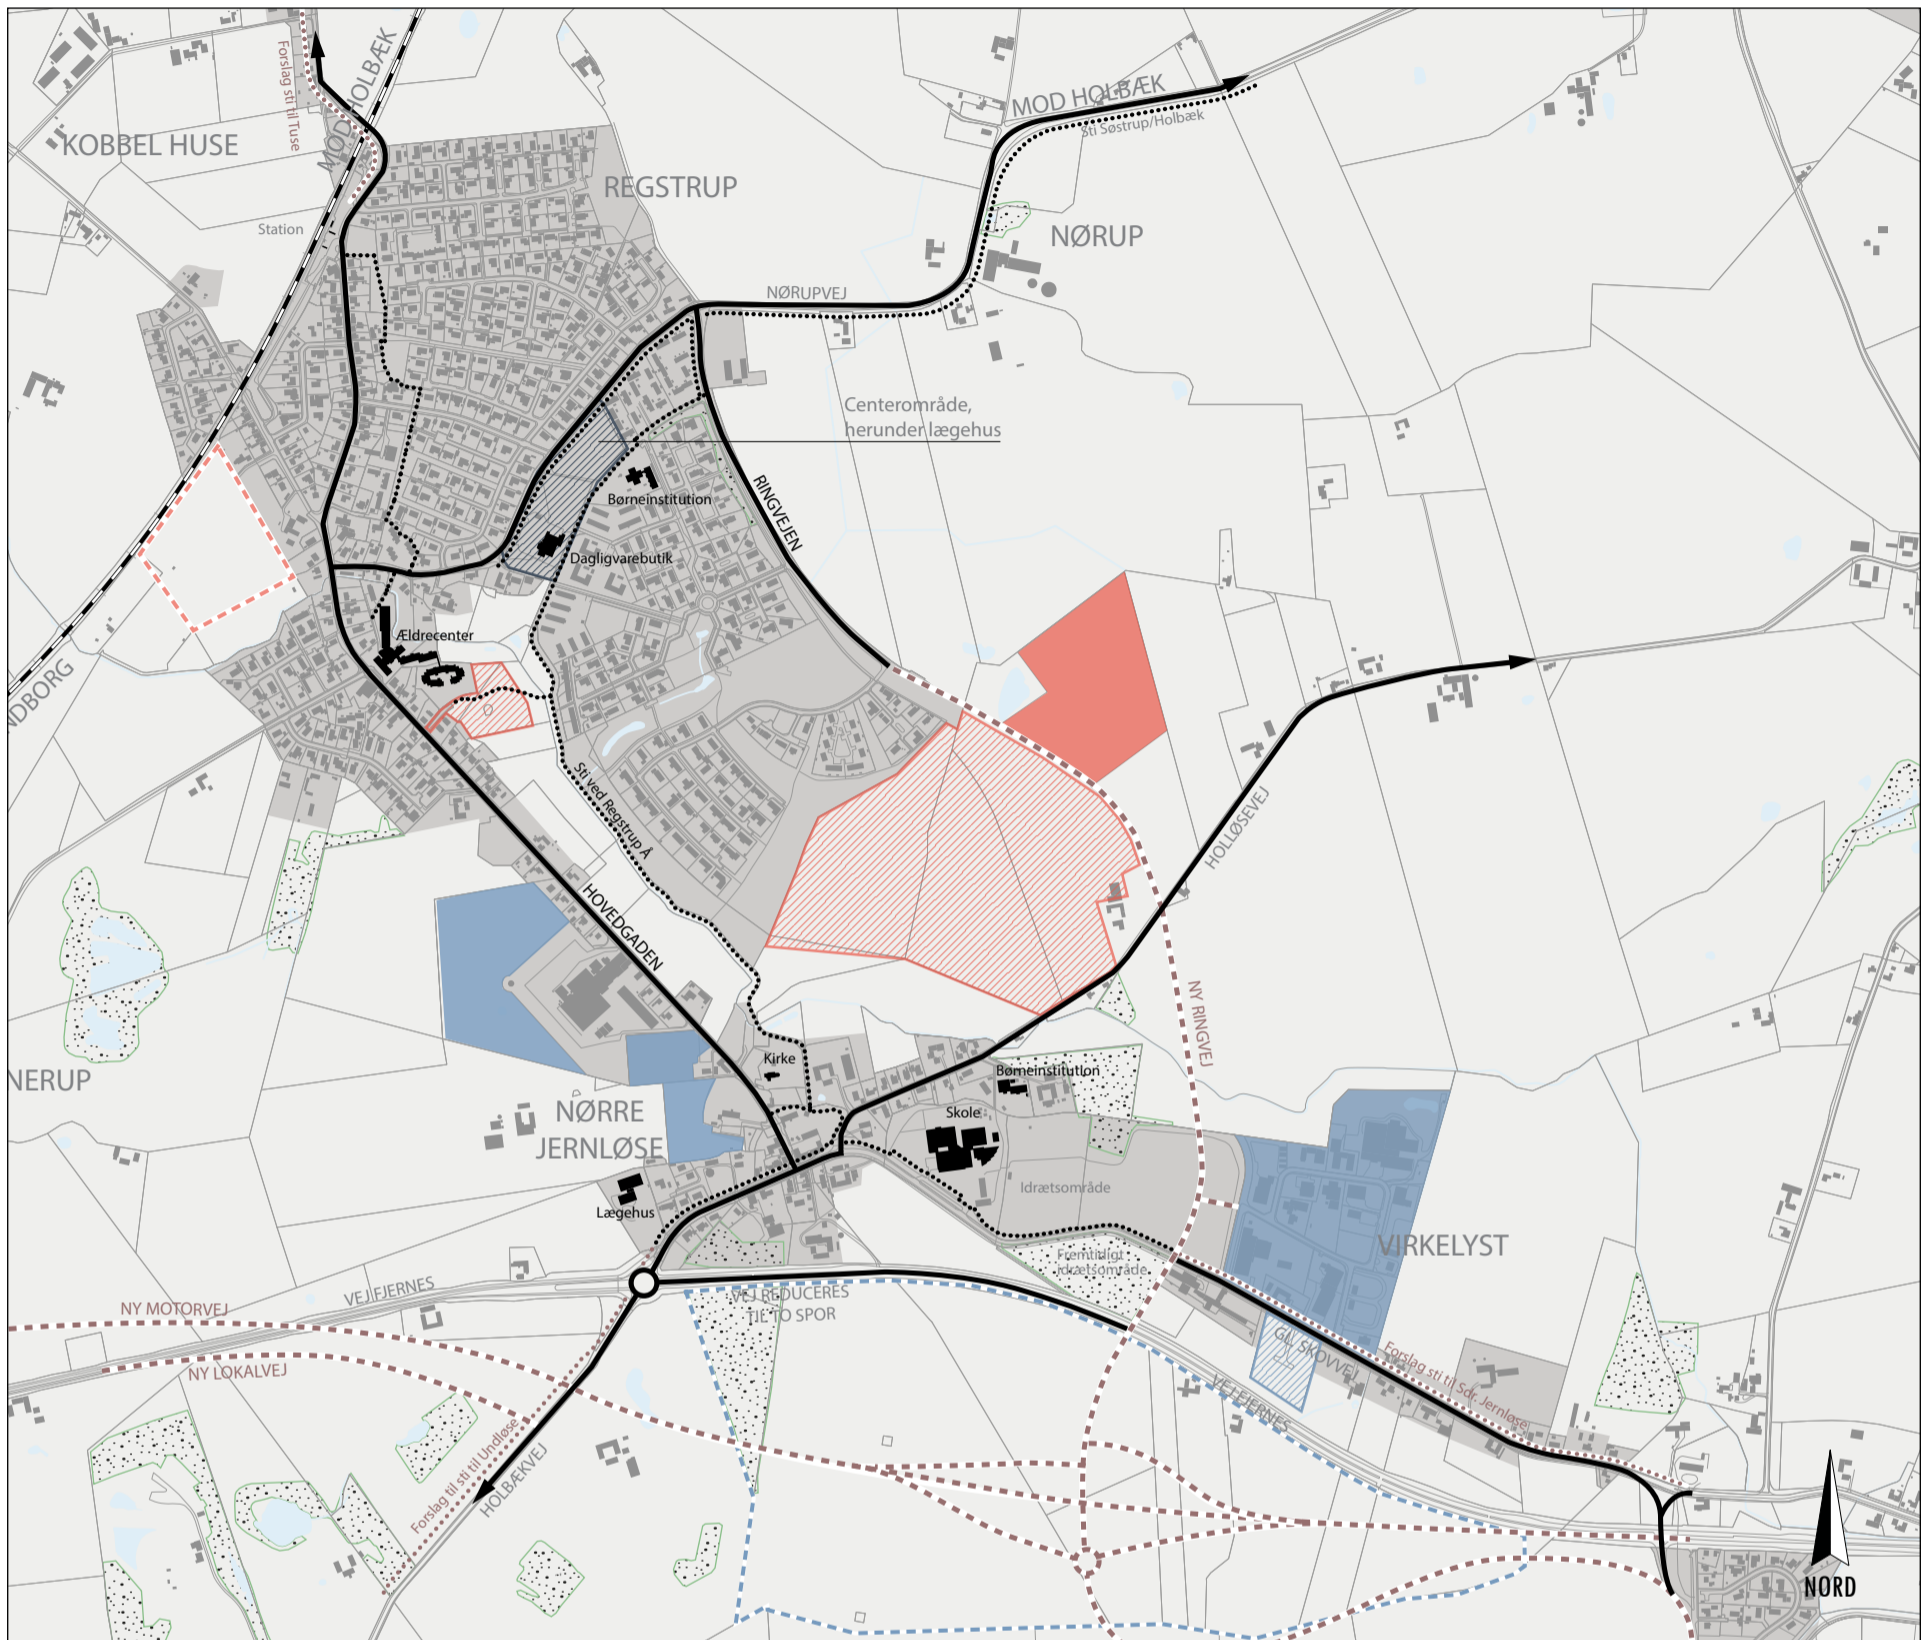 Forslag sti til Tuse
MOD HOLBÆK
KOBBEL HUSE
MOD HOLBÆK
Sti Søstrup/Holbæk
REGSTRUP
Station
NØRUP
NØRUPVEJ
Centerområde,
herunder lægehus
Børneinstitution
RINGVEJEN
Dagligvarebutik
Ældrecenter
NDBORG
Sti ved Regstrup Å
HOLLØSEVEJ
HOVEDGADEN
NY RINGVEJ
Kirke
Børneinstitution
NERUP
NØRRE
JERNLØSE
Skole
Idrætsområde
Lægehus
VIRKELYST
Fremtidigt
idrætsområde
VEJ FJERNES
VEJ REDUCERES
TIL TO SPOR
NY MOTORVEJ
GL. SKOVVEJ
Forslag sti til Sdr. Jernløse
NY LOKALVEJ
VEJ FJERNES
Forslag til sti til Undløse
HOLBÆKVEJ
NORD